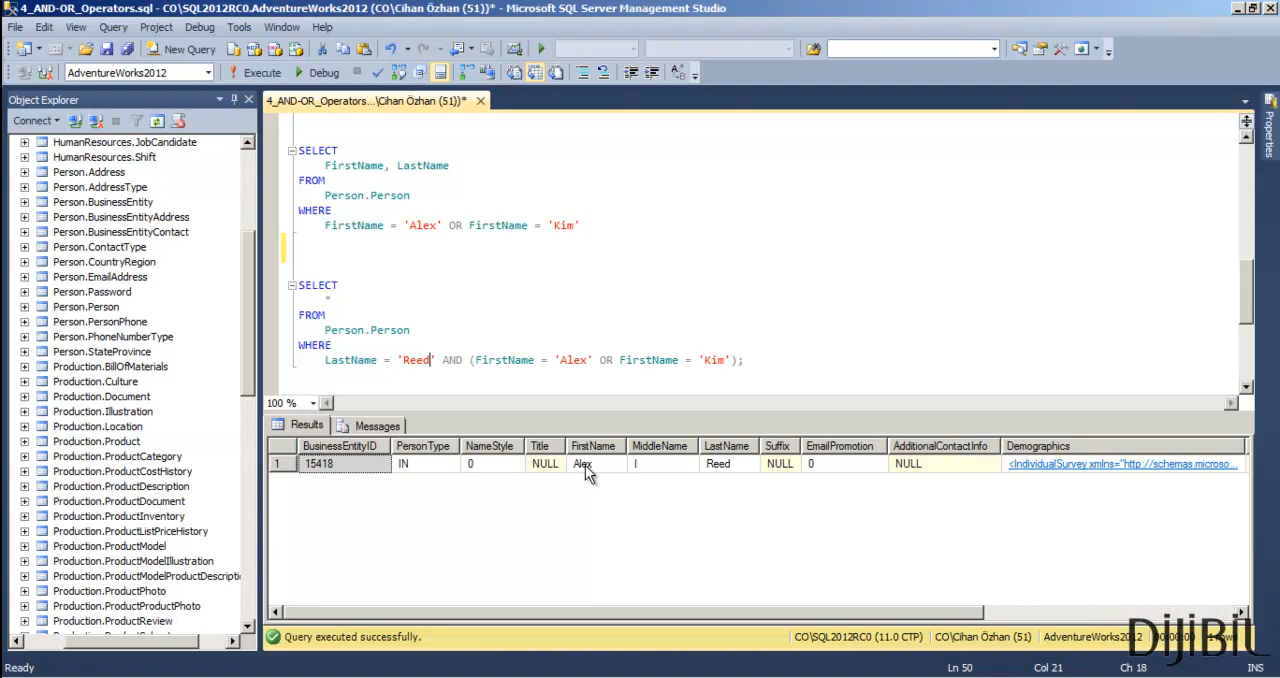 4_AND-OR_Operators.sql - CO\SQL2012RC0.AdventureWorks2012 (CO\Cihan Özhan (51))* - Microsoft SQL Server Management Studio
File Edit View Query Project Debug Tools Window Help
New Query
AdventureWorks2012 Execute Debug
Object Explorer
Connect
HumanResources.JobCandidate
HumanResources.Shift
Person.Address
Person.AddressType
Person.BusinessEntity
Person.BusinessEntityAddress
Person.BusinessEntityContact
Person.ContactType
Person.CountryRegion
Person.EmailAddress
Person.Password
Person.Person
Person.PersonPhone
Person.PhoneNumberType
Person.StateProvince
Production.BillOfMaterials
Production.Culture
Production.Document
Production.Illustration
Production.Location
Production.Product
Production.ProductCategory
Production.ProductCostHistory
Production.ProductDescription
Production.ProductDocument
Production.ProductInventory
Production.ProductListPriceHistory
Production.ProductModel
Production.ProductModelIllustration
Production.ProductModelProductDescripti
Production.ProductPhoto
Production.ProductProductPhoto
Production.ProductReview
4_AND-OR_Operators...\Cihan Özhan (51))*
SELECT
FirstName, LastName
FROM
Person.Person
WHERE
FirstName = 'Alex' OR FirstName = 'Kim'
SELECT
*
FROM
Person.Person
WHERE
LastName = 'Reed' AND (FirstName = 'Alex' OR FirstName = 'Kim');
100 %
Results Messages
BusinessEntityID PersonType NameStyle Title FirstName MiddleName LastName Suffix EmailPromotion AdditionalContactInfo Demographics
1 15418 IN 0 NULL Alex I Reed NULL 0 NULL <IndividualSurvey xmlns="http://schemas.microso...
Query executed successfully. CO\SQL2012RC0 (11.0 CTP) CO\Cihan Özhan (51) AdventureWorks2012
Ready Ln 50 Col 21 Ch 18 INS
Properties
DijiBil